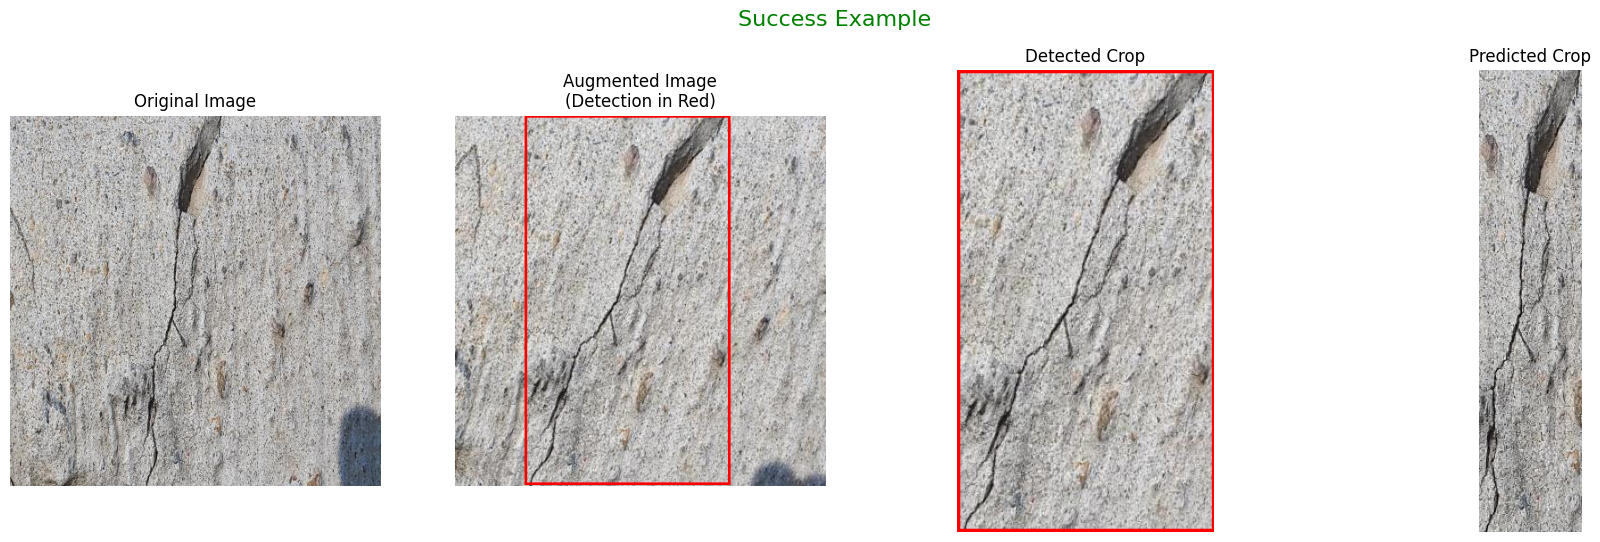 Success Example
Original Image
Augmented Image
(Detection in Red)
Detected Crop
Predicted Crop